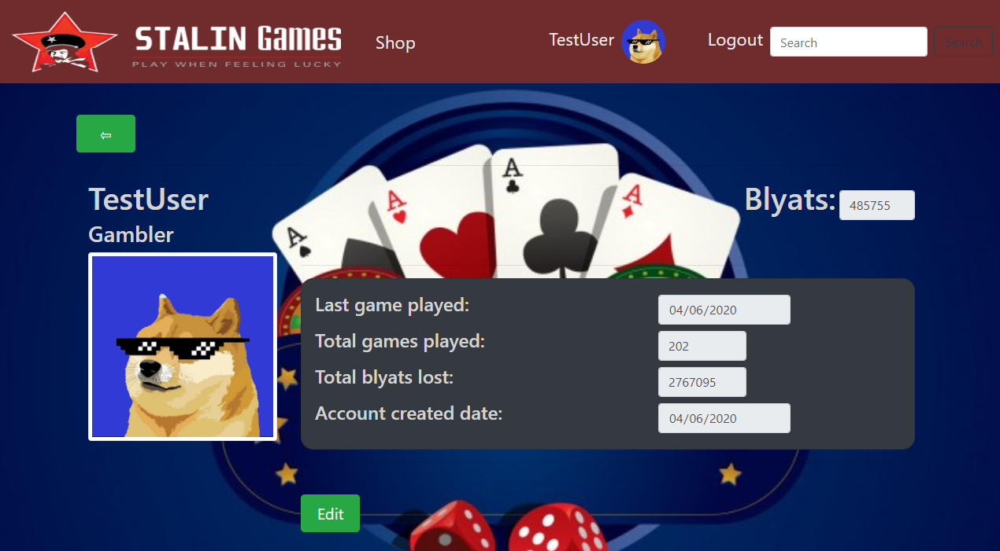 STALIN Games
PLAY WHEN FEELING LUCKY
Shop
TestUser
Logout
Search
Search
⇦
TestUser
Blyats: 485755
Gambler
A
A
A
A
Last game played: 04/06/2020
Total games played: 202
Total blyats lost: 2767095
Account created date: 04/06/2020
Edit